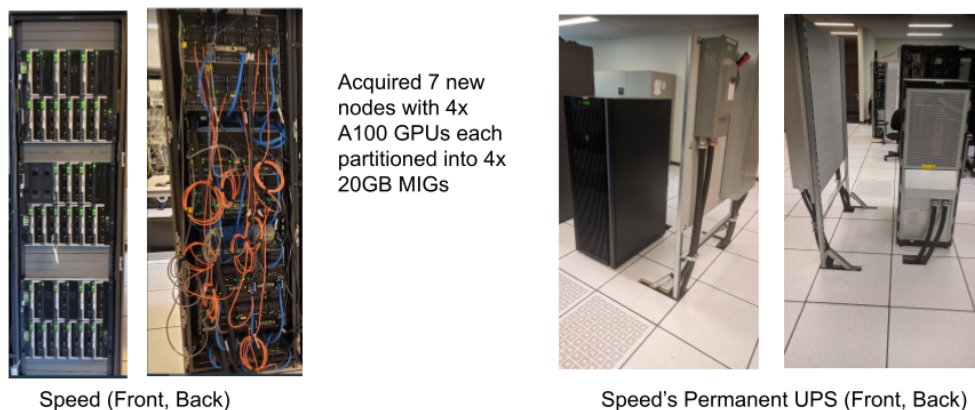 Acquired 7 new
nodes with 4x
A100 GPUs each
partitioned into 4x
20GB MIGs
Speed (Front, Back)
Speed's Permanent UPS (Front, Back)